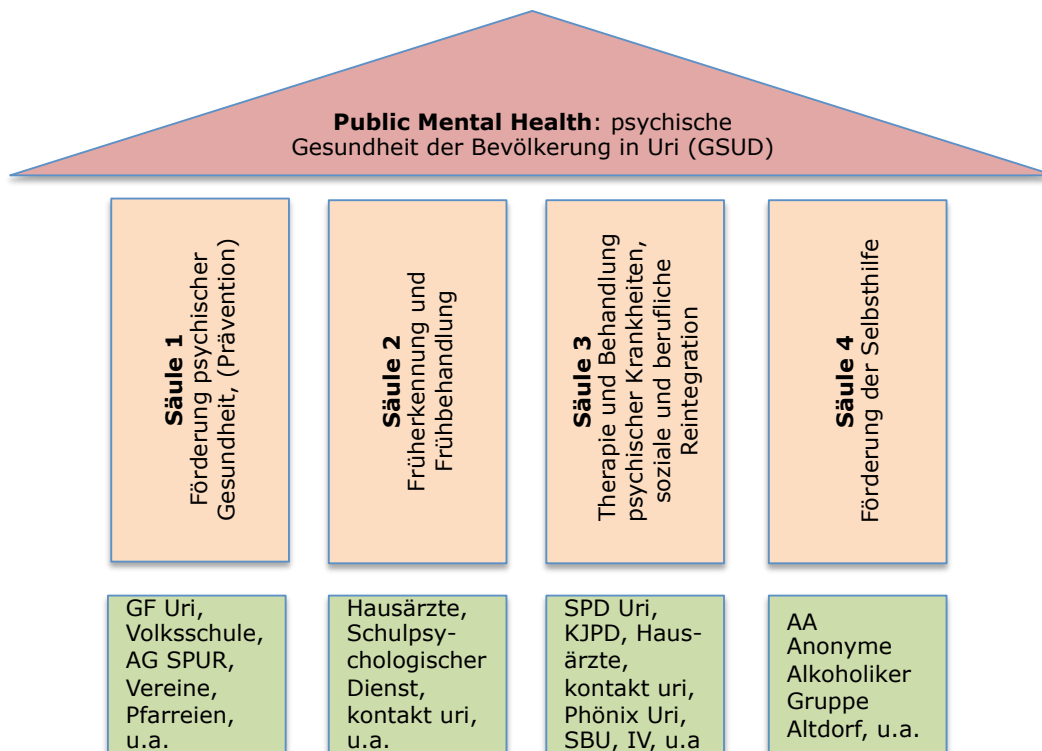 Public Mental Health: psychische
Gesundheit der Bevölkerung in Uri (GSUD)
Säule 1
Förderung psychischer
Gesundheit, (Prävention)
Säule 2
Früherkennung und
Frühbehandlung
Säule 3
Therapie und Behandlung
psychischer Krankheiten,
soziale und berufliche
Reintegration
Säule 4
Förderung der Selbsthilfe
GF Uri,
Volksschule,
AG SPUR,
Vereine,
Pfarreien,
u.a.
Hausärzte,
Schulpsy-
chologischer
Dienst,
kontakt uri,
u.a.
SPD Uri,
KJPD, Haus-
ärzte,
kontakt uri,
Phönix Uri,
SBU, IV, u.a
AA
Anonyme
Alkoholiker
Gruppe
Altdorf, u.a.